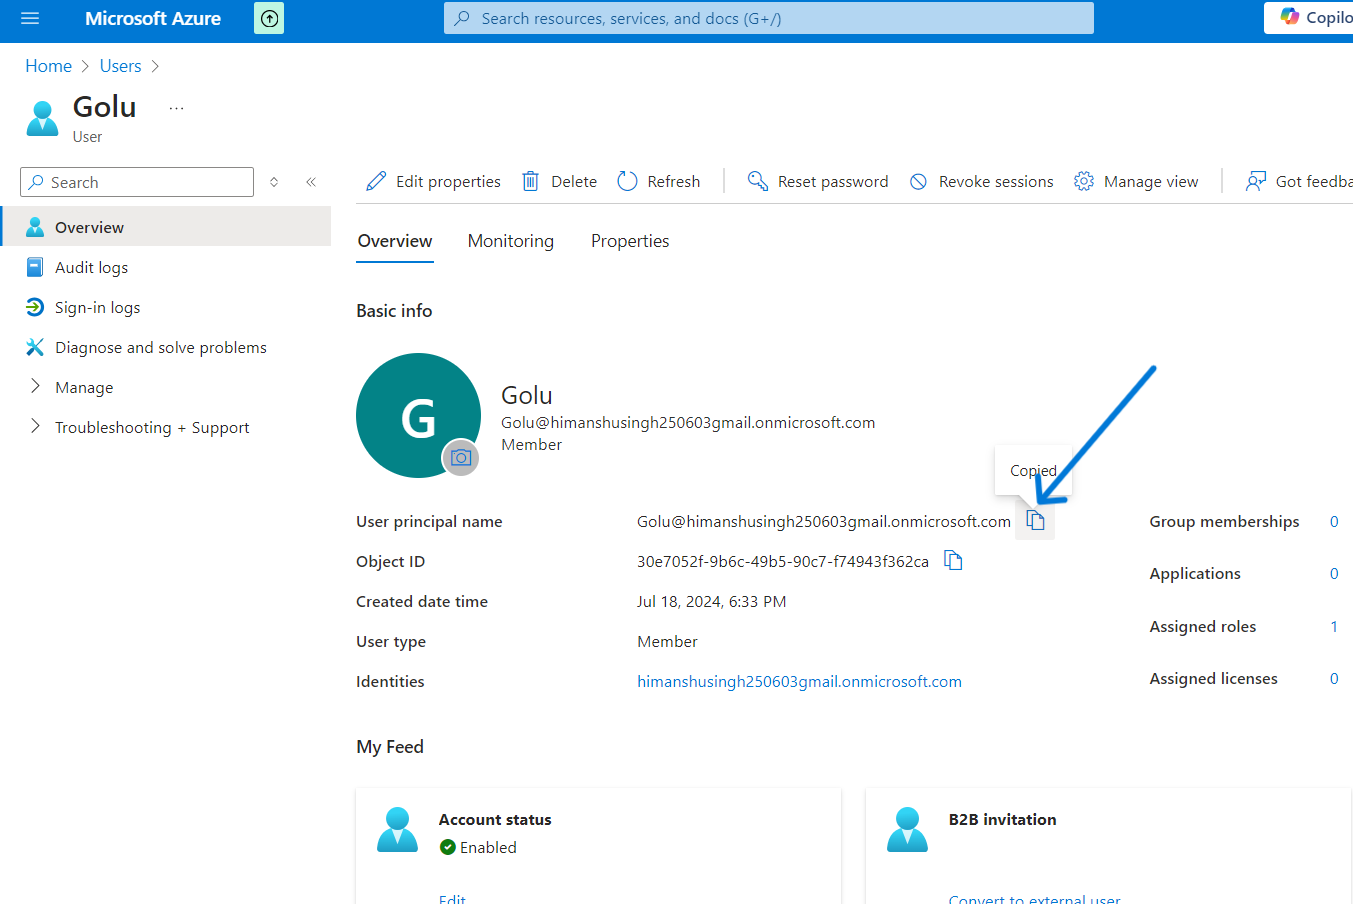 Microsoft Azure
Search resources, services, and docs (G+/)
Home > Users >
Golu ...
User
Search
Overview
Audit logs
Sign-in logs
Diagnose and solve problems
Manage
Troubleshooting + Support
Edit properties Delete Refresh Reset password Revoke sessions Manage view
Overview Monitoring Properties
Basic info
G
Golu
Golu@himanshusingh250603gmail.onmicrosoft.com
Member
Copied
User principal name Golu@himanshusingh250603gmail.onmicrosoft.com Group memberships 0
Object ID 30e7052f-9b6c-49b5-90c7-f74943f362ca
Applications 0
Created date time Jul 18, 2024, 6:33 PM
Assigned roles 1
User type Member
Identities himanshusingh250603gmail.onmicrosoft.com
Assigned licenses 0
My Feed
Account status
Enabled
Edit
B2B invitation
Convert to external user